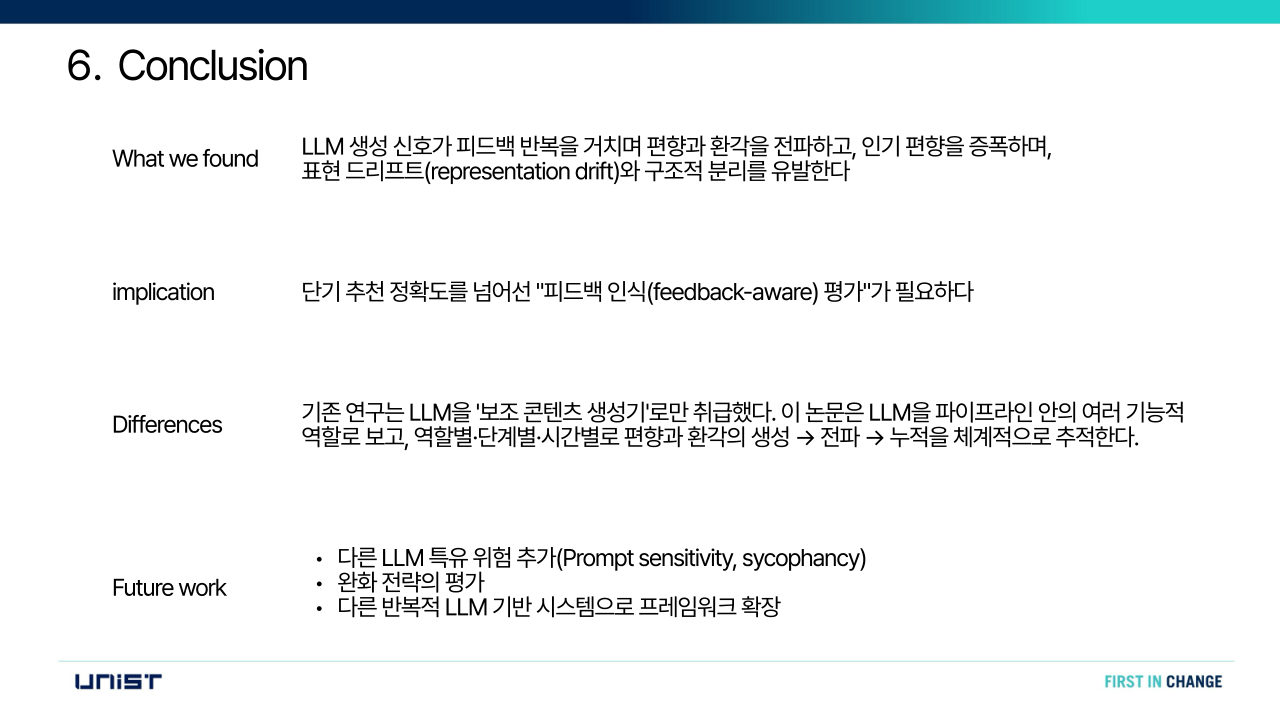 6. Conclusion
What we found
LLM 생성 신호가 피드백 반복을 거치며 편향과 환각을 전파하고, 인기 편향을 증폭하며,
표현 드리프트(representation drift)와 구조적 분리를 유발한다
implication
단기 추천 정확도를 넘어선 "피드백 인식(feedback-aware) 평가"가 필요하다
Differences
기존 연구는 LLM을 '보조 콘텐츠 생성기'로만 취급했다. 이 논문은 LLM을 파이프라인 안의 여러 기능적
역할로 보고, 역할별·단계별·시간별로 편향과 환각의 생성 → 전파 → 누적을 체계적으로 추적한다.
Future work
• 다른 LLM 특유 위험 추가(Prompt sensitivity, sycophancy)
• 완화 전략의 평가
• 다른 반복적 LLM 기반 시스템으로 프레임워크 확장
UNIST
FIRST IN CHANGE